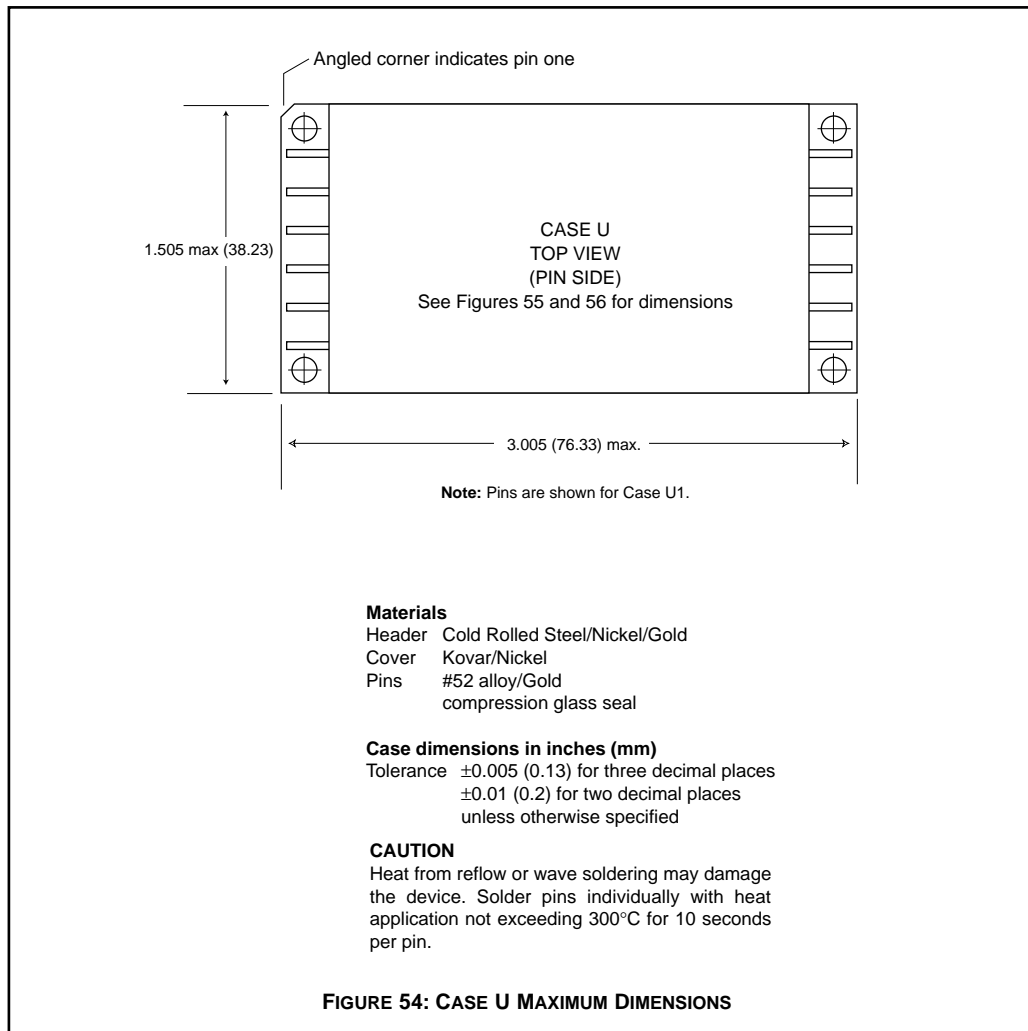 Angled corner indicates pin one
1.505 max (38.23)
CASE U
TOP VIEW
(PIN SIDE)
See Figures 55 and 56 for dimensions
3.005 (76.33) max.
Note: Pins are shown for Case U1.
Materials
Header Cold Rolled Steel/Nickel/Gold
Cover Kovar/Nickel
Pins #52 alloy/Gold
compression glass seal
Case dimensions in inches (mm)
Tolerance ±0.005 (0.13) for three decimal places
±0.01 (0.2) for two decimal places
unless otherwise specified
CAUTION
Heat from reflow or wave soldering may damage
the device. Solder pins individually with heat
application not exceeding 300°C for 10 seconds
per pin.
FIGURE 54: CASE U MAXIMUM DIMENSIONS